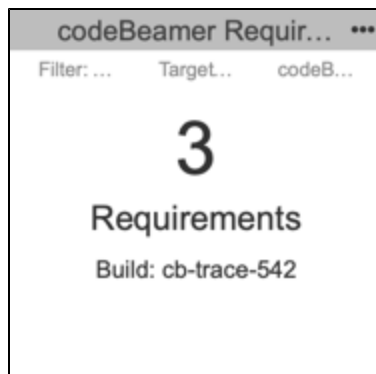 codeBeamer Requir... •••
Filter: ... Target... codeB...
3
Requirements
Build: cb-trace-542